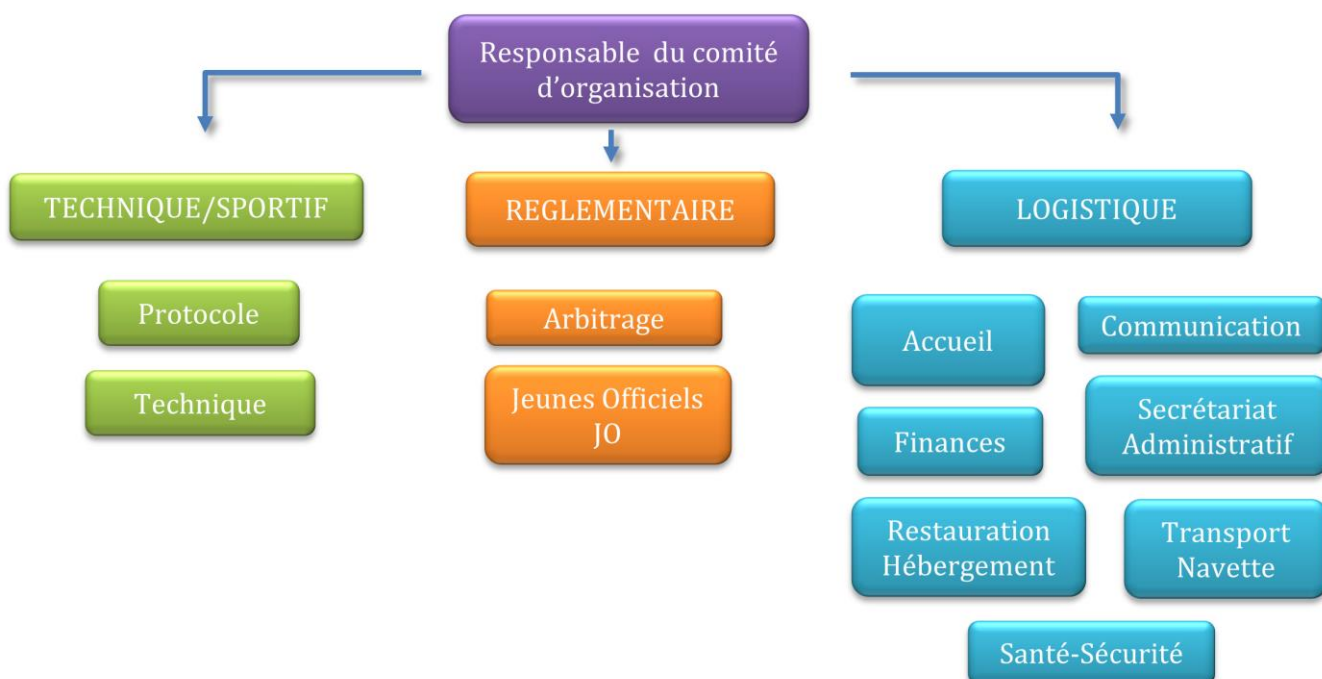 Responsable du comité
d’organisation
TECHNIQUE/SPORTIF
REGLEMENTAIRE
LOGISTIQUE
Protocole
Technique
Arbitrage
Jeunes Officiels
JO
Accueil
Communication
Finances
Secrétariat
Administratif
Restauration
Hébergement
Transport
Navette
Santé-Sécurité